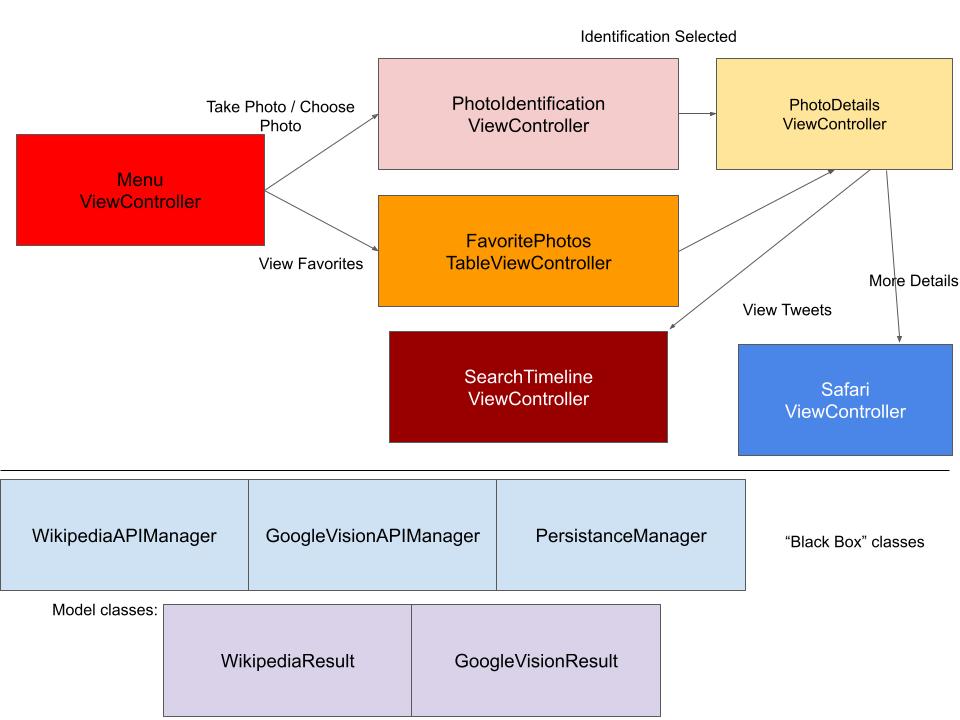 Identification Selected
PhotoIdentification
ViewController
PhotoDetails
ViewController
Take Photo / Choose
Photo
Menu
ViewController
FavoritePhotos
TableViewController
View Favorites
More Details
View Tweets
SearchTimeline
ViewController
Safari
ViewController
WikipediaAPIManager
GoogleVisionAPIManager
PersistanceManager
“Black Box” classes
Model classes:
WikipediaResult
GoogleVisionResult